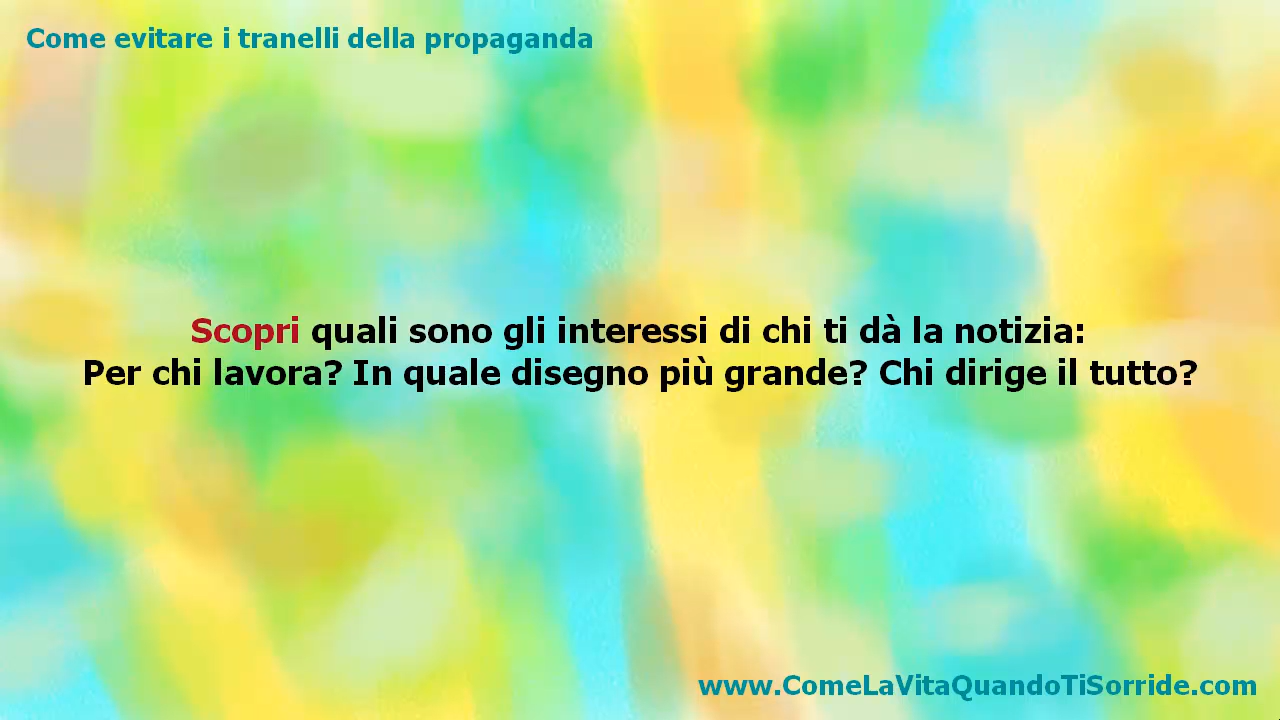 Come evitare i tranelli della propaganda
Scopri quali sono gli interessi di chi ti dà la notizia:
Per chi lavora? In quale disegno più grande? Chi dirige il tutto?
www.ComeLaVitaQuandoTiSorride.com